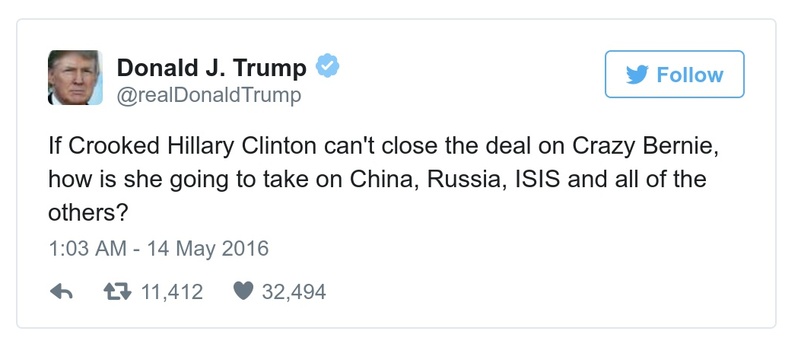 Donald J. Trump
@realDonaldTrump
Follow
If Crooked Hillary Clinton can't close the deal on Crazy Bernie,
how is she going to take on China, Russia, ISIS and all of the
others?
1:03 AM - 14 May 2016
11,412 32,494